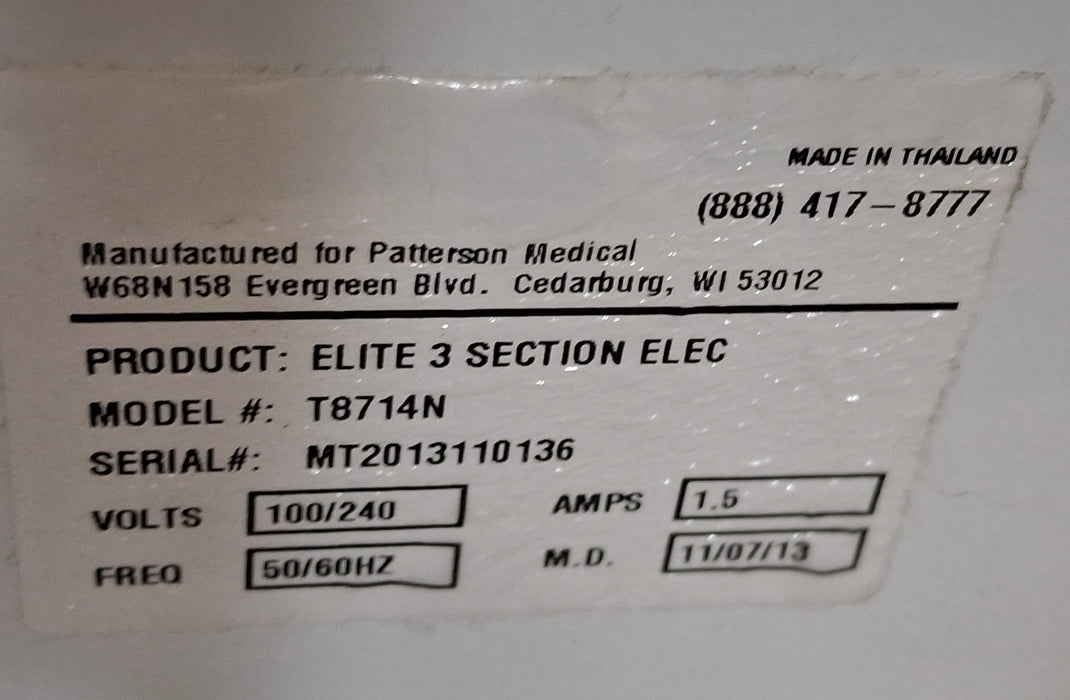 MADE IN THAILAND
(888) 417-8777
Manufactured for Patterson Medical
W68N158 Evergreen Blvd. Cedarburg, WI 53012
PRODUCT: ELITE 3 SECTION ELEC
MODEL #: T8714N
SERIAL#: MT2013110136
VOLTS 100/240 AMPS 1.5
FREQ 50/60HZ M.D. 11/07/13